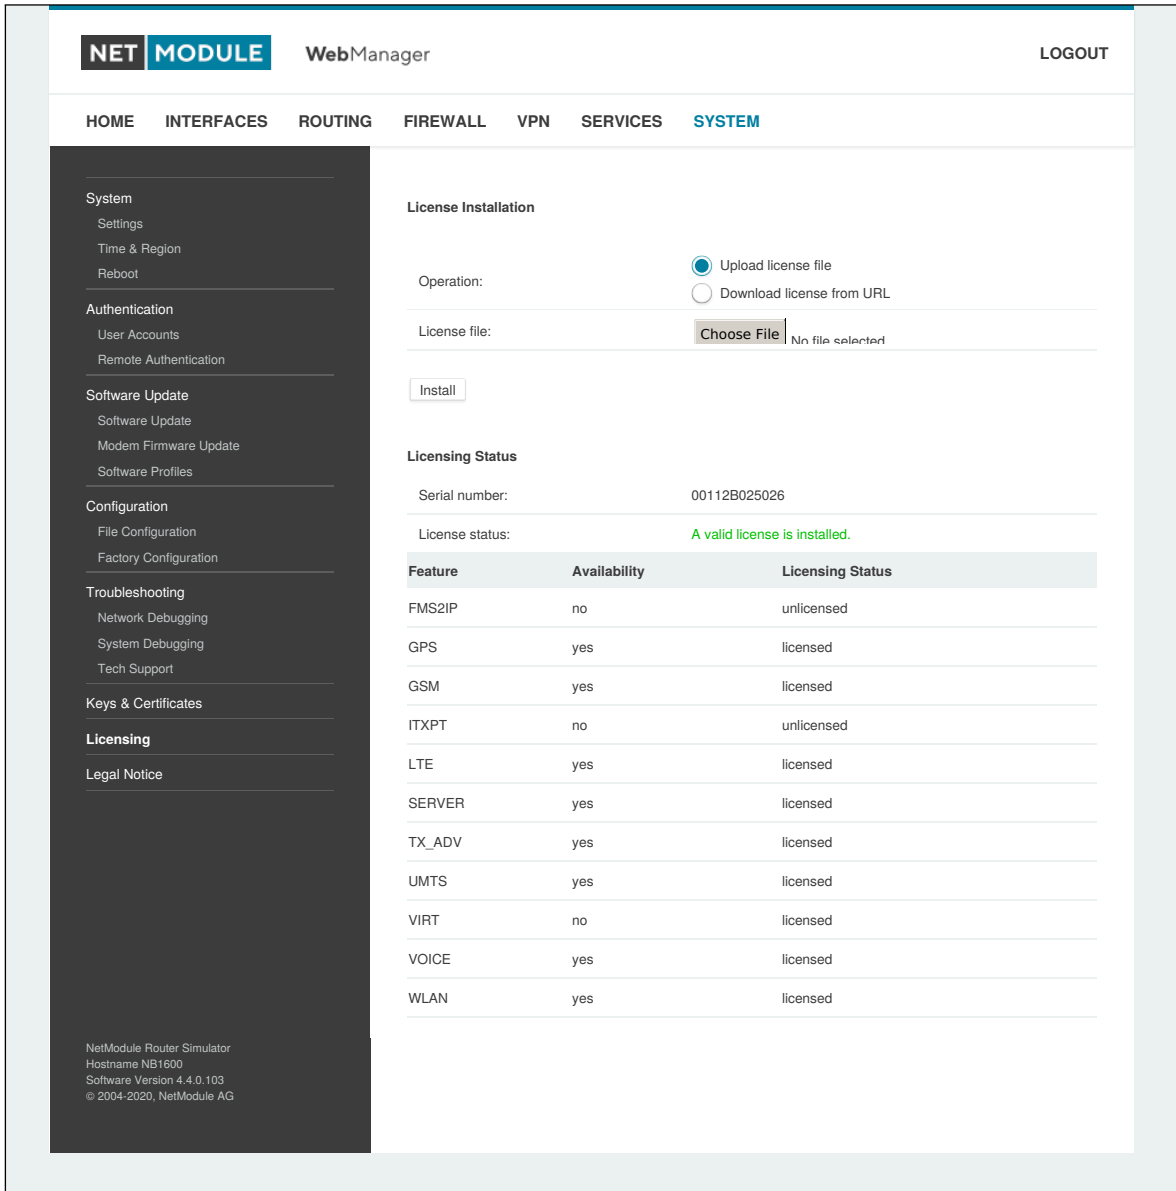 NET MODULE WebManager LOGOUT
HOME INTERFACES ROUTING FIREWALL VPN SERVICES SYSTEM
System
Settings
Time & Region
Reboot
Authentication
User Accounts
Remote Authentication
Software Update
Software Update
Modem Firmware Update
Software Profiles
Configuration
File Configuration
Factory Configuration
Troubleshooting
Network Debugging
System Debugging
Tech Support
Keys & Certificates
Licensing
Legal Notice
NetModule Router Simulator
Hostname NB1600
Software Version 4.4.0.103
© 2004-2020, NetModule AG
License Installation
Operation:
Upload license file
Download license from URL
License file: Choose File No file selected
Install
Licensing Status
Serial number: 00112B025026
License status: A valid license is installed.
Feature Availability Licensing Status
FMS2IP no unlicensed
GPS yes licensed
GSM yes licensed
ITXPT no unlicensed
LTE yes licensed
SERVER yes licensed
TX_ADV yes licensed
UMTS yes licensed
VIRT no licensed
VOICE yes licensed
WLAN yes licensed